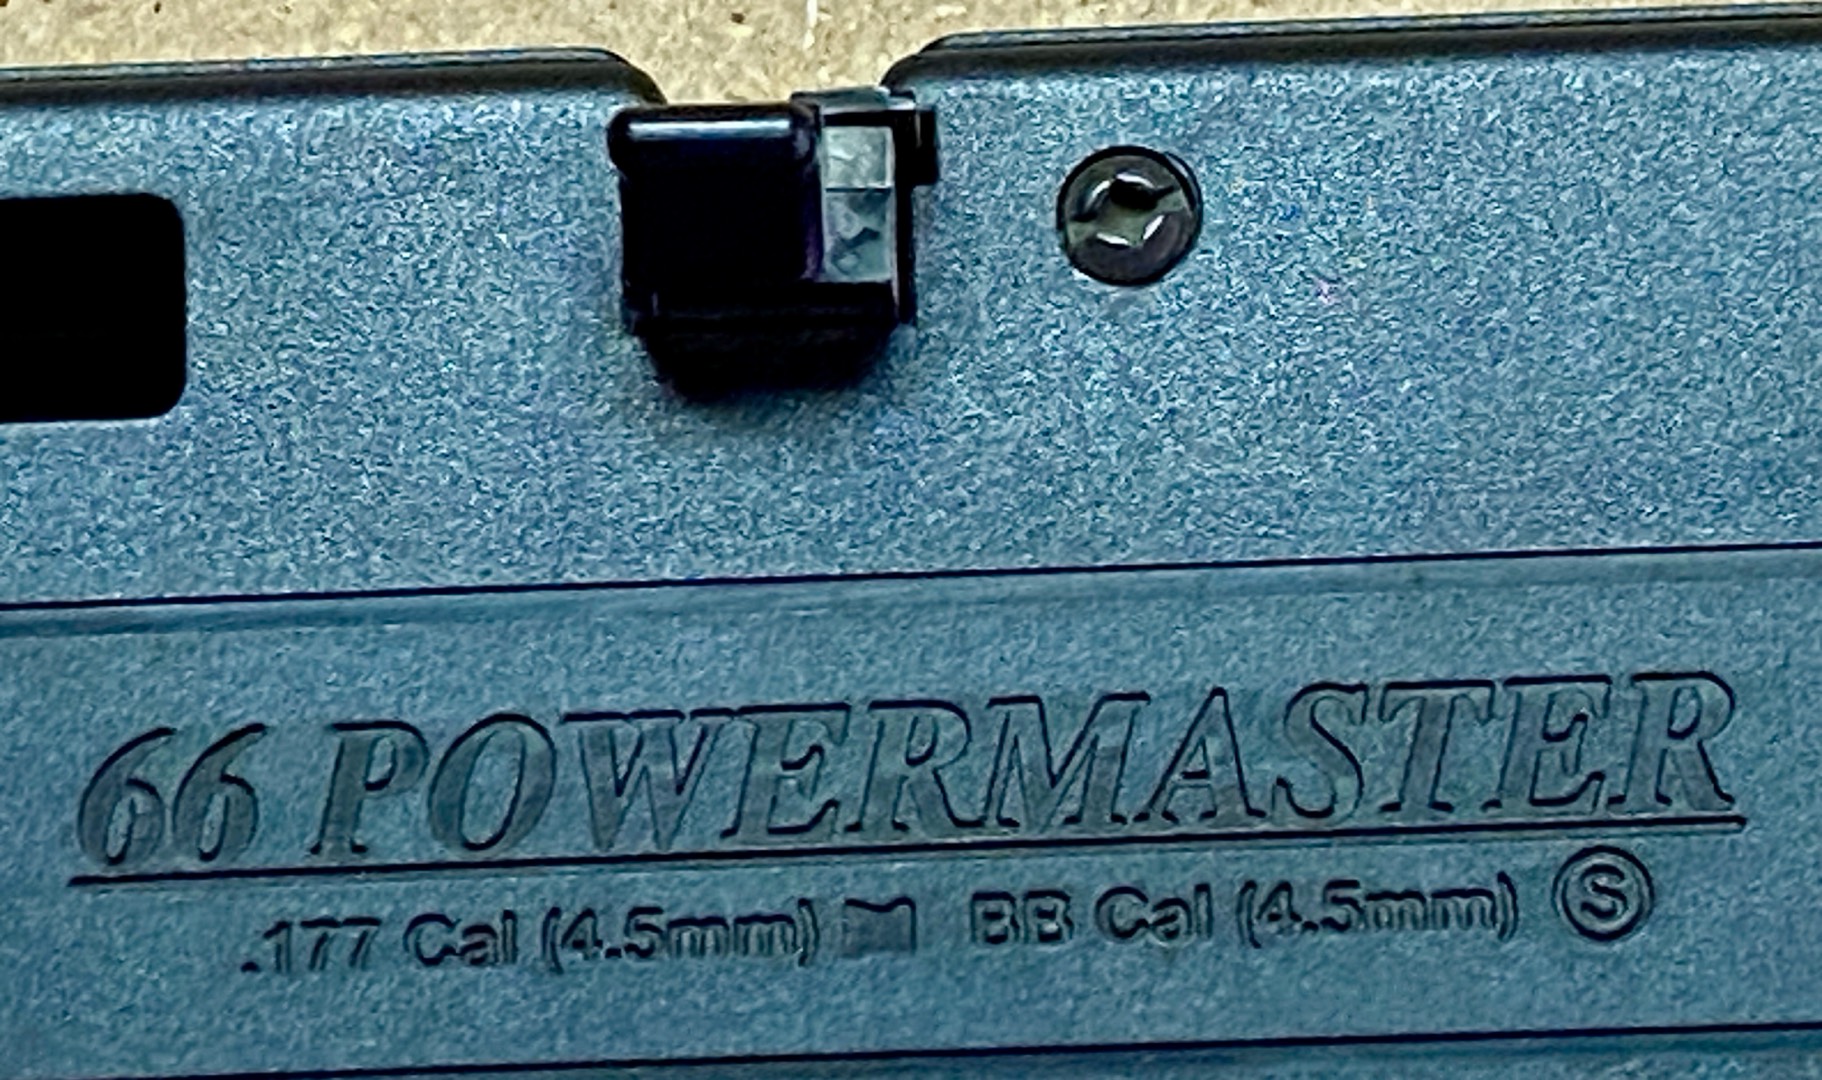 66 POWERMASTER
.177 Cal (4.5mm) BB Cal (4.5mm) Ⓢ